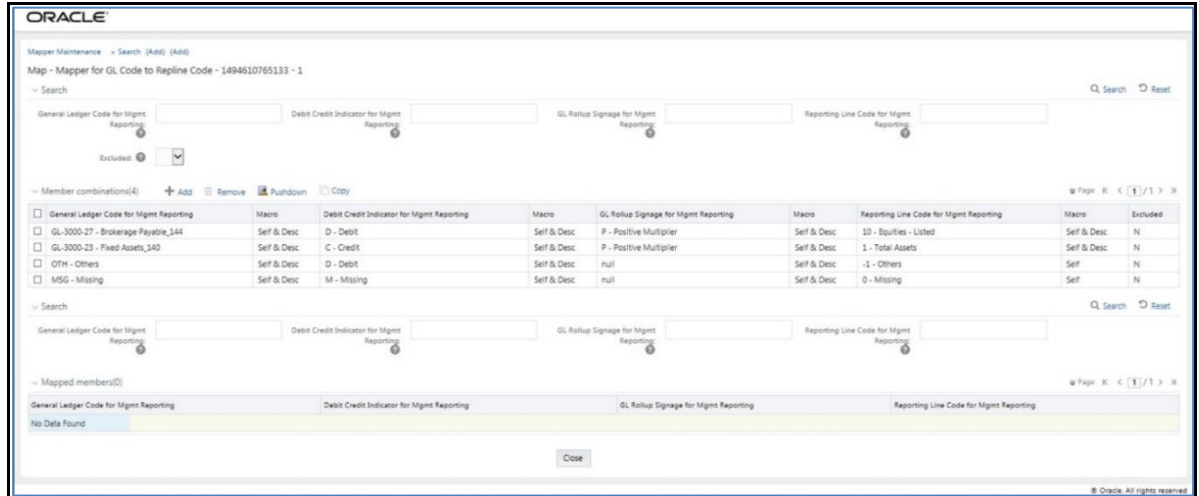 ORACLE
Mapper Maintenance » Search (Add) (Add)
Map - Mapper for GL Code to Repline Code - 1494610765133 - 1
Search
Search Reset
General Ledger Code for Mgmt Reporting:
Debit Credit Indicator for Mgmt Reporting:
GL Rollup Signage for Mgmt Reporting:
Reporting Line Code for Mgmt Reporting:
Excluded:
Member combinations(4) Add Remove Pushdown Copy
Page 1 / 1
General Ledger Code for Mgmt Reporting Macro Debit Credit Indicator for Mgmt Reporting Macro GL Rollup Signage for Mgmt Reporting Macro Reporting Line Code for Mgmt Reporting Macro Excluded
GL-3000-27 - Brokerage Payable_144 Self & Desc D - Debit Self & Desc P - Positive Multiplier Self & Desc 10 - Equities - Listed Self & Desc N
GL-3000-23 - Fixed Assets_140 Self & Desc C - Credit Self & Desc P - Positive Multiplier Self & Desc 1 - Total Assets Self & Desc N
OTH - Others Self & Desc D - Debit Self & Desc null Self & Desc -1 - Others Self N
MSG - Missing Self & Desc M - Missing Self & Desc null Self & Desc 0 - Missing Self N
Search
Search Reset
General Ledger Code for Mgmt Reporting:
Debit Credit Indicator for Mgmt Reporting:
GL Rollup Signage for Mgmt Reporting:
Reporting Line Code for Mgmt Reporting:
Mapped members(0)
Page 1 / 1
General Ledger Code for Mgmt Reporting Debit Credit Indicator for Mgmt Reporting GL Rollup Signage for Mgmt Reporting Reporting Line Code for Mgmt Reporting
No Data Found
Close
© Oracle. All rights reserved